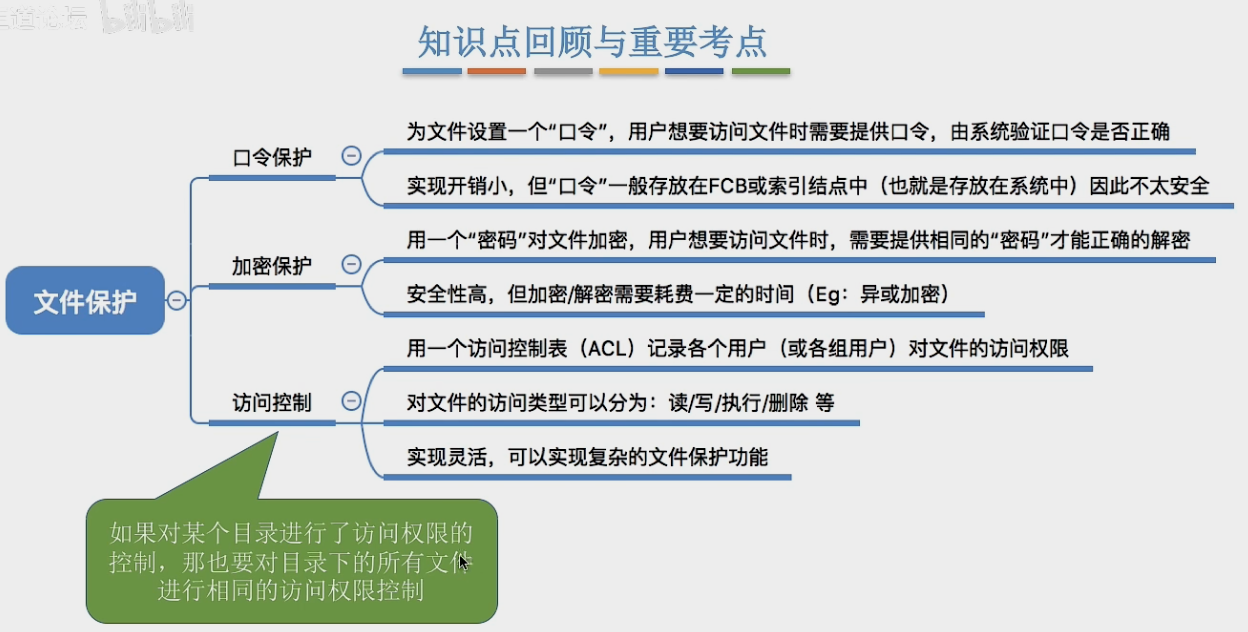 bilibili
知识点回顾与重要考点
为文件设置一个“口令”，用户想要访问文件时需要提供口令，由系统验证口令是否正确
口令保护
实现开销小，但“口令”一般存放在FCB或索引结点中（也就是存放在系统中）因此不太安全
用一个“密码”对文件加密，用户想要访问文件时，需要提供相同的“密码”才能正确的解密
加密保护
安全性高，但加密/解密需要耗费一定的时间（Eg：异或加密）
文件保护
用一个访问控制表（ACL）记录各个用户（或各组用户）对文件的访问权限
访问控制
对文件的访问类型可以分为：读/写/执行/删除 等
实现灵活，可以实现复杂的文件保护功能
如果对某个目录进行了访问权限的
控制，那也要对目录下的所有文件
进行相同的访问权限控制